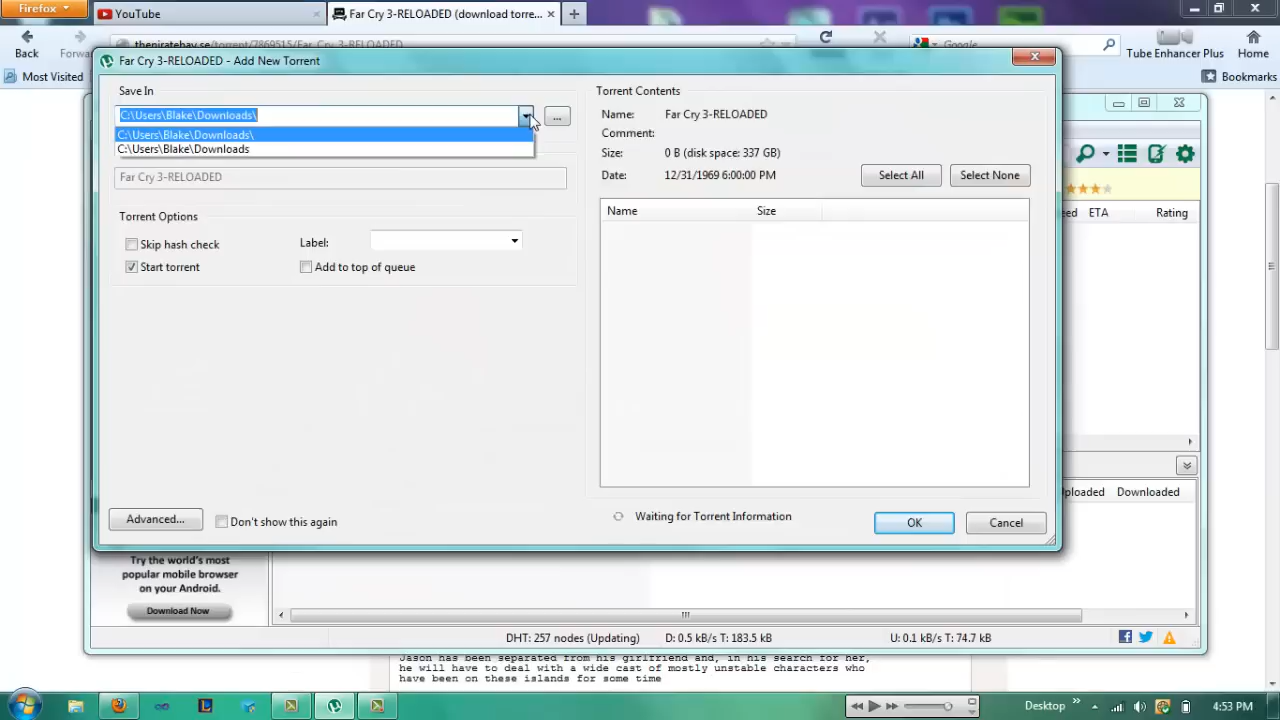 Firefox
YouTube
Far Cry 3-RELOADED (download torre...
Back
Forwa
thepiratebay.se/torrent/7869515/Far_Cry_3-RELOADED
Google
Tube Enhancer Plus
Home
Most Visited
Bookmarks
Far Cry 3-RELOADED - Add New Torrent
Save In
C:\Users\Blake\Downloads\
...
C:\Users\Blake\Downloads\
C:\Users\Blake\Downloads
Far Cry 3-RELOADED
Torrent Options
Skip hash check
Label:
Start torrent
Add to top of queue
Torrent Contents
Name: Far Cry 3-RELOADED
Comment:
Size: 0 B (disk space: 337 GB)
Date: 12/31/1969 6:00:00 PM
Select All
Select None
Name Size
Advanced...
Don't show this again
Waiting for Torrent Information
OK
Cancel
eed ETA Rating
ploaded Downloaded
Try the world's most
popular mobile browser
on your Android.
Download Now
DHT: 257 nodes (Updating) D: 0.5 kB/s T: 183.5 kB U: 0.1 kB/s T: 74.7 kB
Jason has been separated from his girlfriend and, in his search for her,
he will have to deal with a wide cast of mostly unstable characters who
have been on these islands for some time
Desktop
4:53 PM